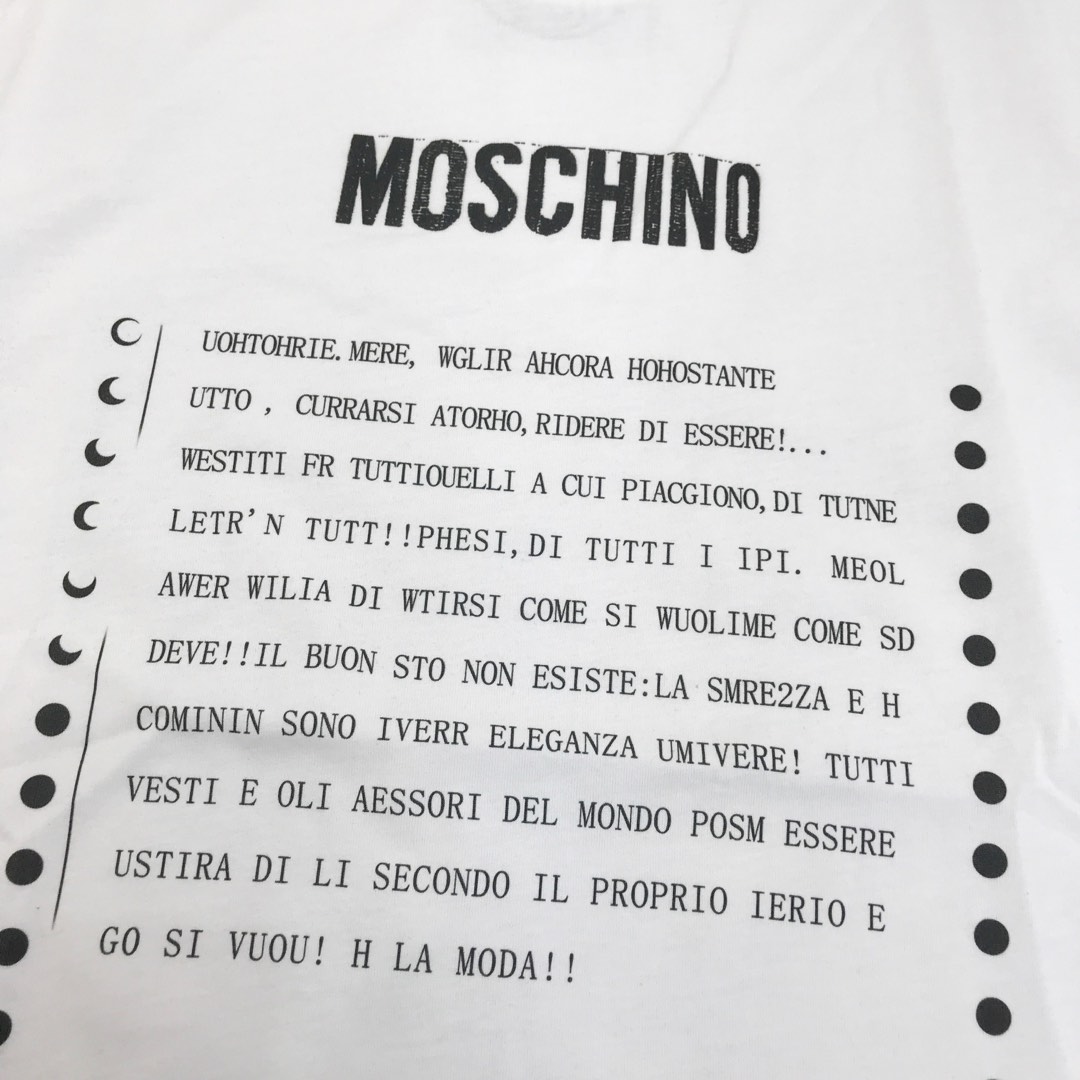 MOSCHINO
UOHTOHRIE. MERE, WGLIR AHCORA HOHOSTANTE
UTTO , CURRARSI ATORHO, RIDERE DI ESSERE!...
WESTITI FR TUTTIOUELLI A CUI PIACGIONO, DI TUTNE
LETR'N TUTT!!PHESI, DI TUTTI I IPI. MEOL
AWER WILIA DI WTIRSI COME SI WUOLIME COME SD
DEVE!!IL BUON STO NON ESISTE:LA SMRE2ZA E H
COMININ SONO IVERR ELEGANZA UMIVERE! TUTTI
VESTI E OLI AESSORI DEL MONDO POSM ESSERE
USTIRA DI LI SECONDO IL PROPRIO IERIO E
GO SI VUOU! H LA MODA!!